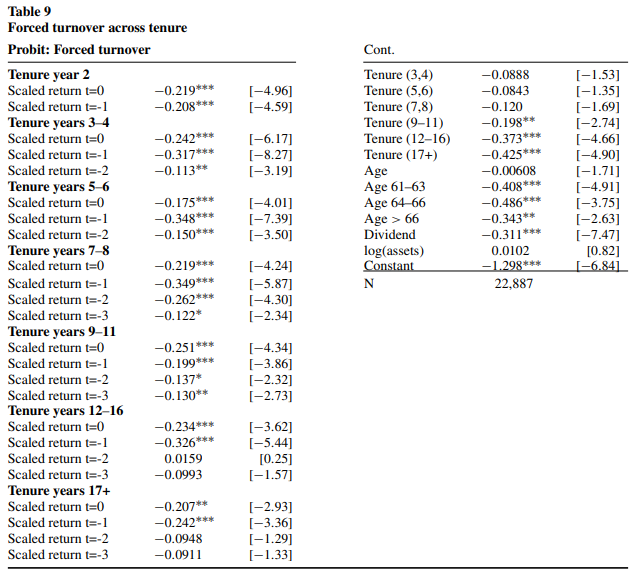 Table 9
Forced turnover across tenure
Probit: Forced turnover
Tenure year 2
Scaled return t=0 −0.219*** [−4.96]
Scaled return t=-1 −0.208*** [−4.59]
Tenure years 3–4
Scaled return t=0 −0.242*** [−6.17]
Scaled return t=-1 −0.317*** [−8.27]
Scaled return t=-2 −0.113** [−3.19]
Tenure years 5–6
Scaled return t=0 −0.175*** [−4.01]
Scaled return t=-1 −0.348*** [−7.39]
Scaled return t=-2 −0.150*** [−3.50]
Tenure years 7–8
Scaled return t=0 −0.219*** [−4.24]
Scaled return t=-1 −0.349*** [−5.87]
Scaled return t=-2 −0.262*** [−4.30]
Scaled return t=-3 −0.122* [−2.34]
Tenure years 9–11
Scaled return t=0 −0.251*** [−4.34]
Scaled return t=-1 −0.199*** [−3.86]
Scaled return t=-2 −0.137* [−2.32]
Scaled return t=-3 −0.130** [−2.73]
Tenure years 12–16
Scaled return t=0 −0.234*** [−3.62]
Scaled return t=-1 −0.326*** [−5.44]
Scaled return t=-2 0.0159 [0.25]
Scaled return t=-3 −0.0993 [−1.57]
Tenure years 17+
Scaled return t=0 −0.207** [−2.93]
Scaled return t=-1 −0.242*** [−3.36]
Scaled return t=-2 −0.0948 [−1.29]
Scaled return t=-3 −0.0911 [−1.33]
Cont.
Tenure (3,4) −0.0888 [−1.53]
Tenure (5,6) −0.0843 [−1.35]
Tenure (7,8) −0.120 [−1.69]
Tenure (9–11) −0.198** [−2.74]
Tenure (12–16) −0.373*** [−4.66]
Tenure (17+) −0.425*** [−4.90]
Age −0.00608 [−1.71]
Age 61–63 −0.408*** [−4.91]
Age 64–66 −0.486*** [−3.75]
Age > 66 −0.343** [−2.63]
Dividend −0.311*** [−7.47]
log(assets) 0.0102 [0.82]
Constant −1.298*** [−6.84]
N 22,887